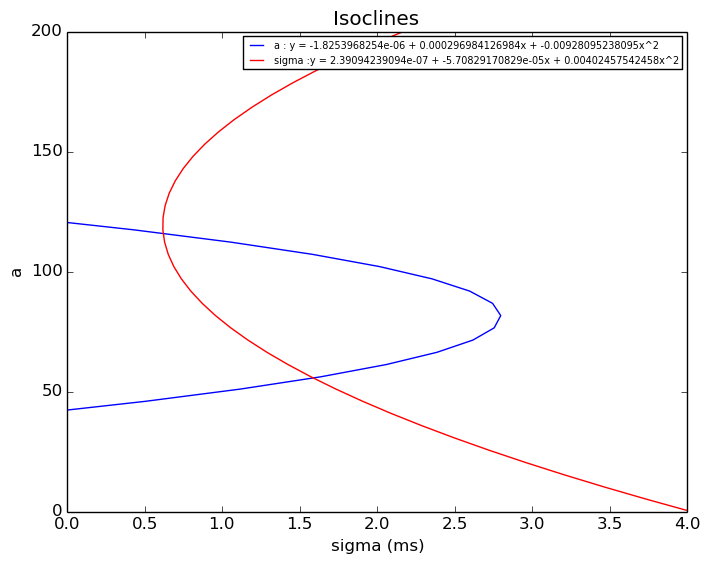 Isoclines
a : y = -1.8253968254e-06 + 0.000296984126984x + -0.00928095238095x^2
sigma :y = 2.39094239094e-07 + -5.70829170829e-05x + 0.00402457542458x^2
200
150
100
50
0
a
0.0 0.5 1.0 1.5 2.0 2.5 3.0 3.5 4.0
sigma (ms)